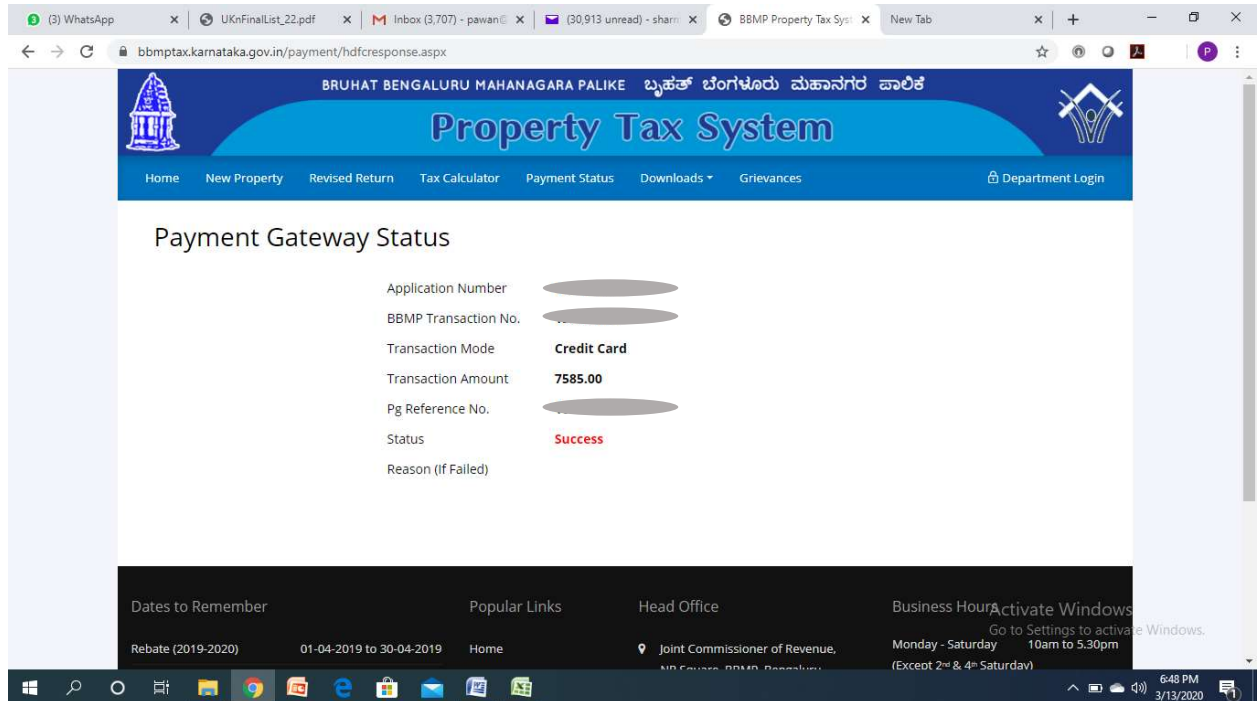 (3) WhatsApp
UKnFinalList_22.pdf
Inbox (3,707) - pawan
(30,913 unread) - sharm
BBMP Property Tax Sys
New Tab
bbmptax.karnataka.gov.in/payment/hdfcresponse.aspx
P
BRUHAT BENGALURU MAHANAGARA PALIKE ಬೃಹತ್ ಬೆಂಗಳೂರು ಮಹಾನಗರ ಪಾಲಿಕೆ
Property Tax System
Home New Property Revised Return Tax Calculator Payment Status Downloads Grievances Department Login
Payment Gateway Status
Application Number
BBMP Transaction No.
Transaction Mode Credit Card
Transaction Amount 7585.00
Pg Reference No.
Status Success
Reason (If Failed)
Dates to Remember Popular Links Head Office Business Hours
Activate Windows
Go to Settings to activate Windows.
Rebate (2019-2020) 01-04-2019 to 30-04-2019 Home Joint Commissioner of Revenue, Monday - Saturday 10am to 5.30pm
(Except 2nd & 4th Saturday)
6:48 PM
3/13/2020